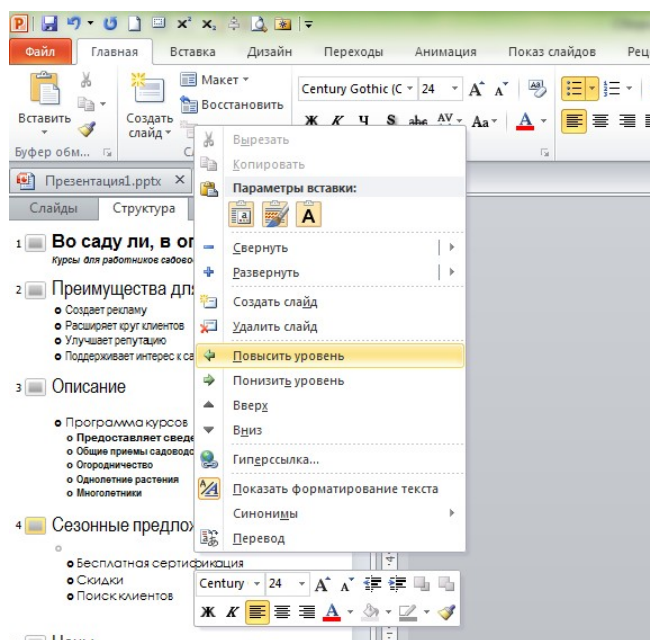 Файл Главная Вставка Дизайн Переходы Анимация Показ слайдов Рец
Вставить
Создать слайд
Макет
Восстановить
Century Gothic (С 24 А А
Ж К Ч S abc AV Aa А
Буфер обм...
Презентация1.pptx
Слайды Структура
1 Во саду ли, в ог
Курсы для работников садово
2 Преимущества для
Создает рекламу
Расширяет круг клиентов
Улучшает репутацию
Поддерживает интерес к са
3 Описание
Программа курсов
Предоставляет сведе
Общие приемы садоводс
Огородничество
Однолетние растения
Многолетники
4 Сезонные предлож
Бесплатная сертификация
Скидки
Поиск клиентов
Вырезать
Копировать
Параметры вставки:
Свернуть
Развернуть
Создать слайд
Удалить слайд
Повысить уровень
Понизить уровень
Вверх
Вниз
Гиперссылка...
Показать форматирование текста
Синонимы
Перевод
Century 24 А А
Ж К А